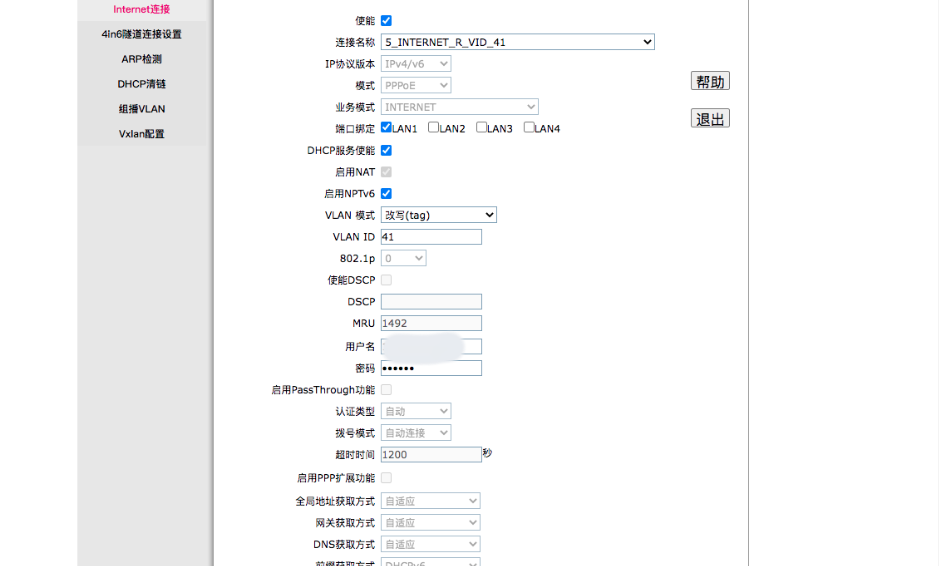 Internet连接
4in6隧道连接设置
ARP检测
DHCP清链
组播VLAN
Vxlan配置
使能
连接名称 5_INTERNET_R_VID_41
IP协议版本 IPv4/v6
模式 PPPoE
业务模式 INTERNET
端口绑定 LAN1 LAN2 LAN3 LAN4
DHCP服务使能
启用NAT
启用NPTv6
VLAN 模式 改写(tag)
VLAN ID 41
802.1p 0
使能DSCP
DSCP
MRU 1492
用户名
密码 ••••••
启用PassThrough功能
认证类型 自动
拨号模式 自动连接
超时时间 1200 秒
启用PPP扩展功能
全局地址获取方式 自适应
网关获取方式 自适应
DNS获取方式 自适应
前缀获取方式 DHCPv6
帮助
退出